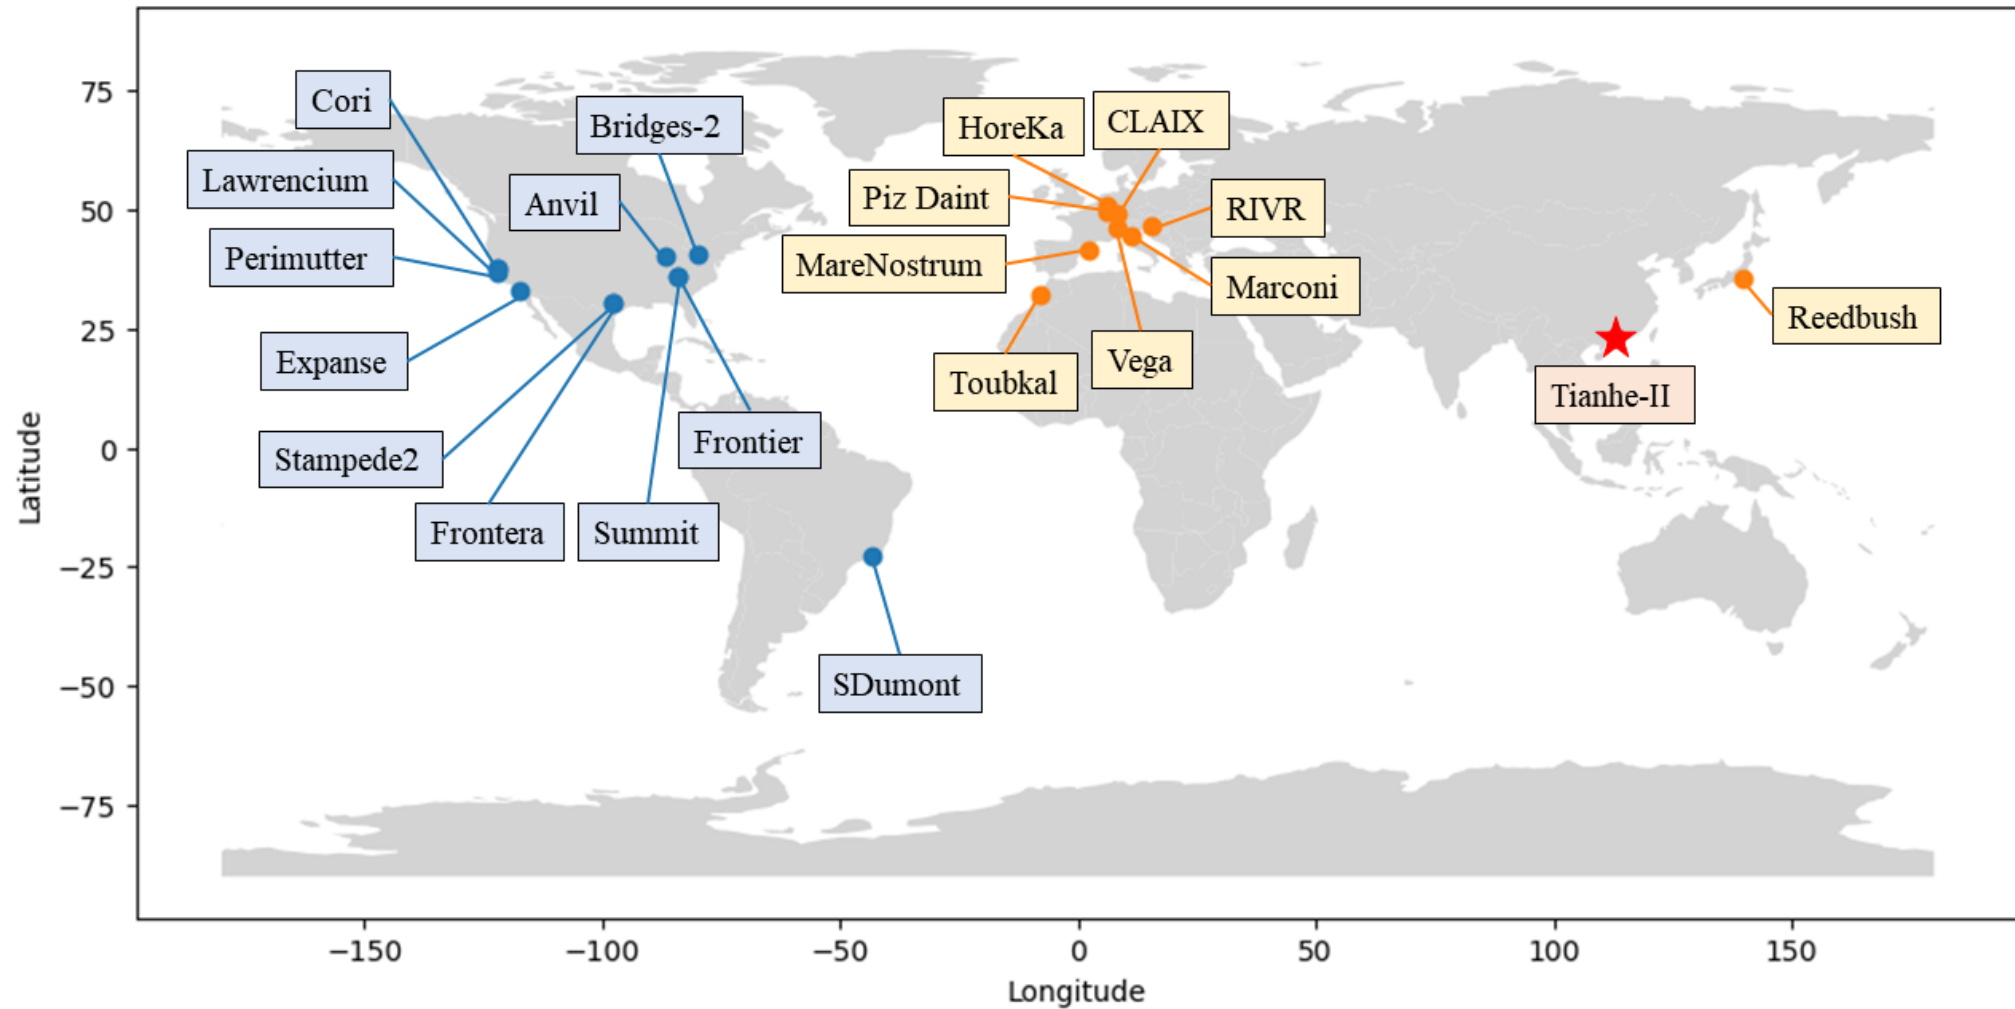 Cori
Bridges-2
HoreKa
CLAIX
Lawrencium
Anvil
Piz Daint
RIVR
Perimutter
MareNostrum
Marconi
Expanse
Toubkal
Vega
Reedbush
Tianhe-II
Stampede2
Frontier
Frontera
Summit
SDumont
75
50
25
0
−25
−50
−75
Latitude
−150
−100
−50
0
50
100
150
Longitude